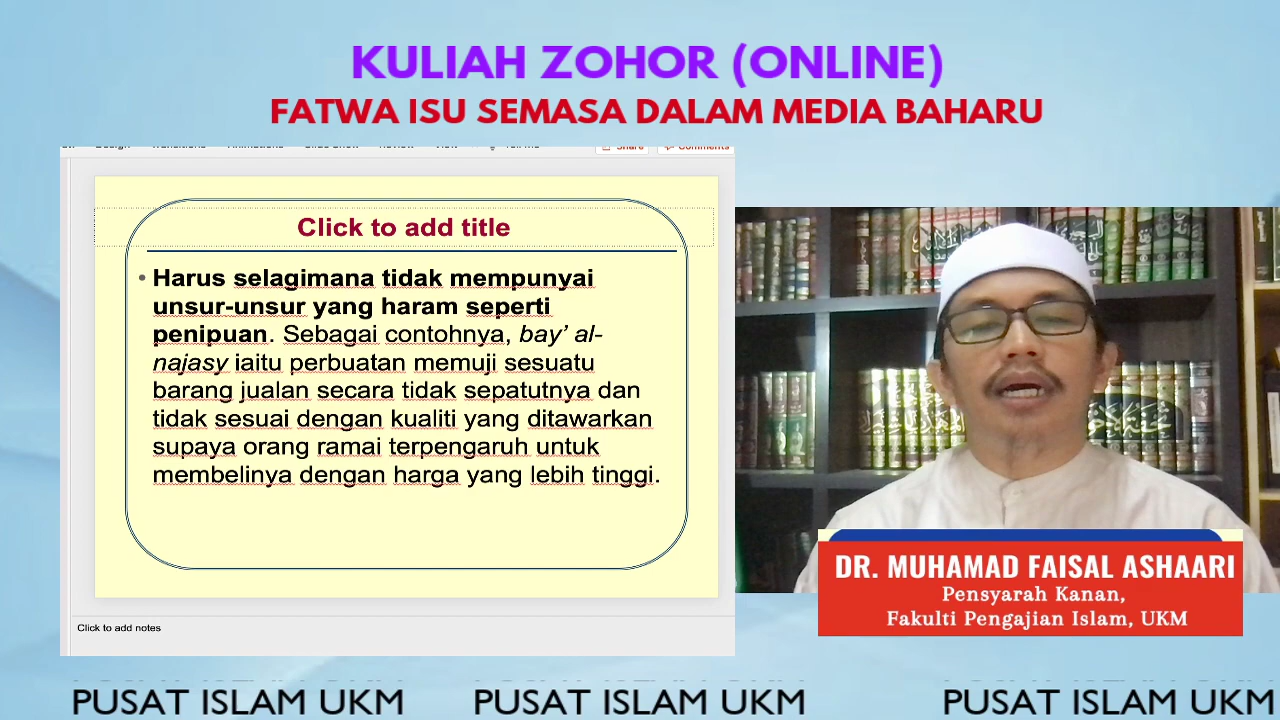 KULIAH ZOHOR (ONLINE)
FATWA ISU SEMASA DALAM MEDIA BAHARU
Share
Comments
Click to add title
• Harus selagimana tidak mempunyai
unsur-unsur yang haram seperti
penipuan. Sebagai contohnya, bay’ al-
najasy iaitu perbuatan memuji sesuatu
barang jualan secara tidak sepatutnya dan
tidak sesuai dengan kualiti yang ditawarkan
supaya orang ramai terpengaruh untuk
membelinya dengan harga yang lebih tinggi.
Click to add notes
DR. MUHAMAD FAISAL ASHAARI
Pensyarah Kanan,
Fakulti Pengajian Islam, UKM
PUSAT ISLAM UKM PUSAT ISLAM UKM PUSAT ISLAM UKM